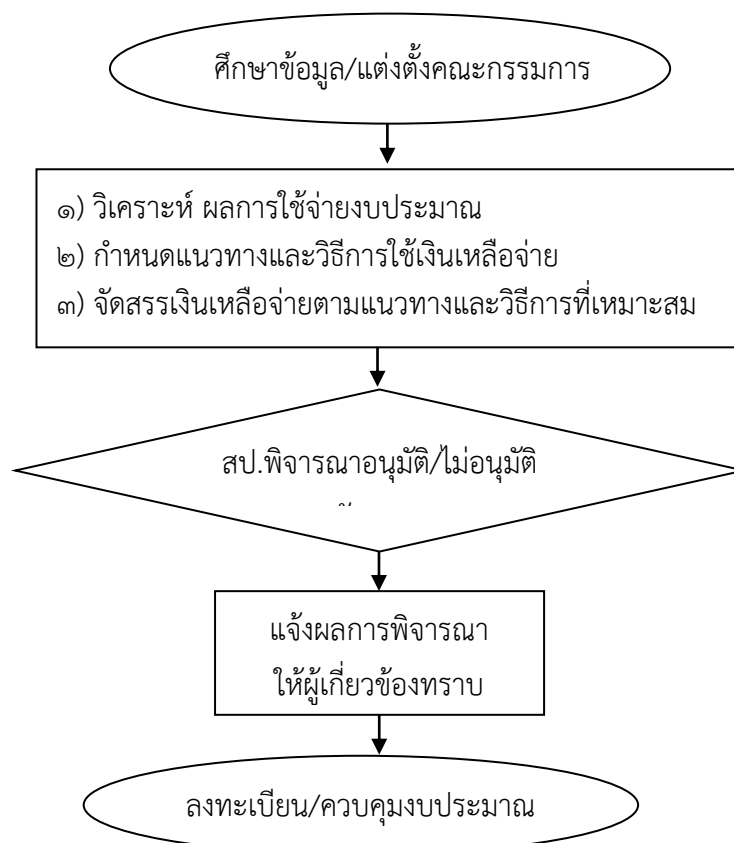 ศึกษาข้อมูล/แต่งตั้งคณะกรรมการ
๑) วิเคราะห์ ผลการใช้จ่ายงบประมาณ
๒) กำหนดแนวทางและวิธีการใช้เงินเหลือจ่าย
๓) จัดสรรเงินเหลือจ่ายตามแนวทางและวิธีการที่เหมาะสม
สป.พิจารณาอนุมัติ/ไม่อนุมัติ
แจ้งผลการพิจารณา
ให้ผู้เกี่ยวข้องทราบ
ลงทะเบียน/ควบคุมงบประมาณ